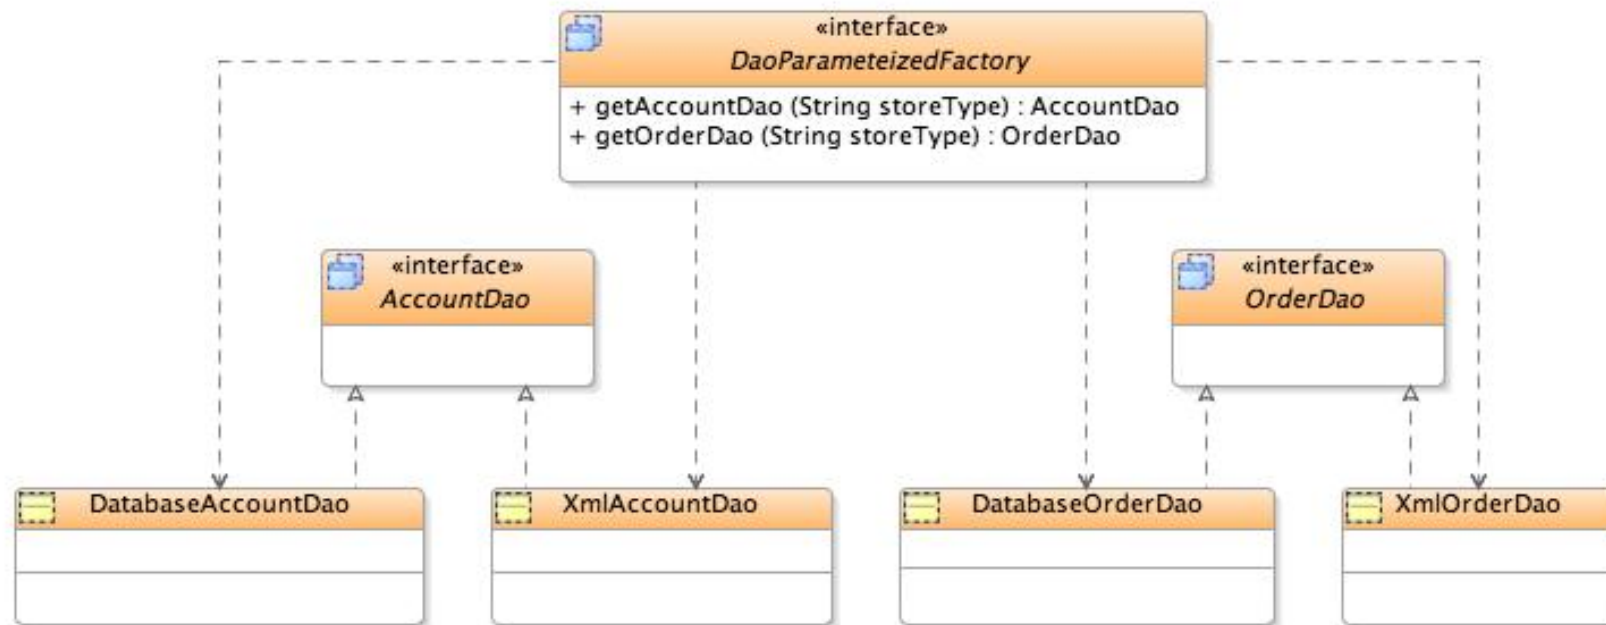 «interface»
DaoParameteizedFactory
+ getAccountDao (String storeType) : AccountDao
+ getOrderDao (String storeType) : OrderDao
«interface»
AccountDao
«interface»
OrderDao
DatabaseAccountDao
XmlAccountDao
DatabaseOrderDao
XmlOrderDao